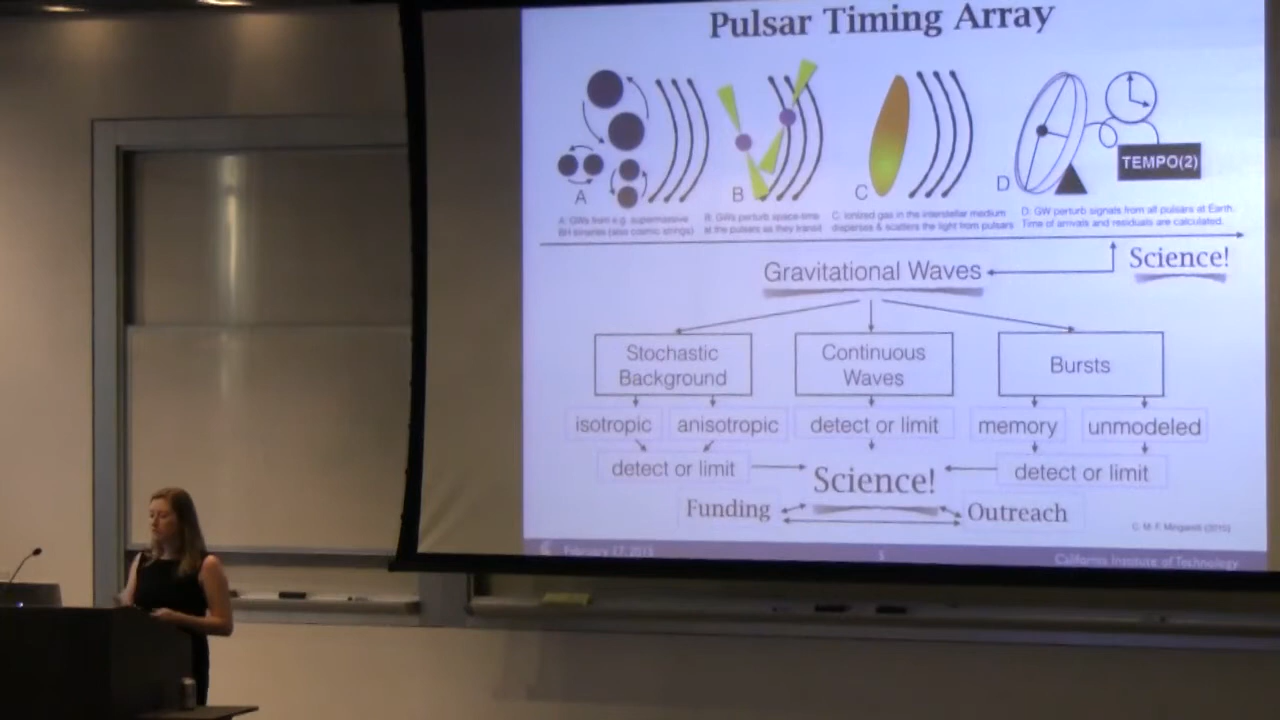 Pulsar Timing Array
TEMPO(2)
A
B
C
D
A: GWs from e.g. supermassive
BH binaries (also cosmic strings)
B: GWs perturb space-time
at the pulsars as they transit
C: Ionized gas in the interstellar medium
disperses & scatters the light from pulsars
D: GW perturb signals from all pulsars at Earth.
Time of arrivals and residuals are calculated.
Science!
Gravitational Waves
Stochastic
Background
Continuous
Waves
Bursts
isotropic
anisotropic
detect or limit
memory
unmodeled
detect or limit
Science!
detect or limit
Funding
Outreach
February 17, 2015
5
California Institute of Technology